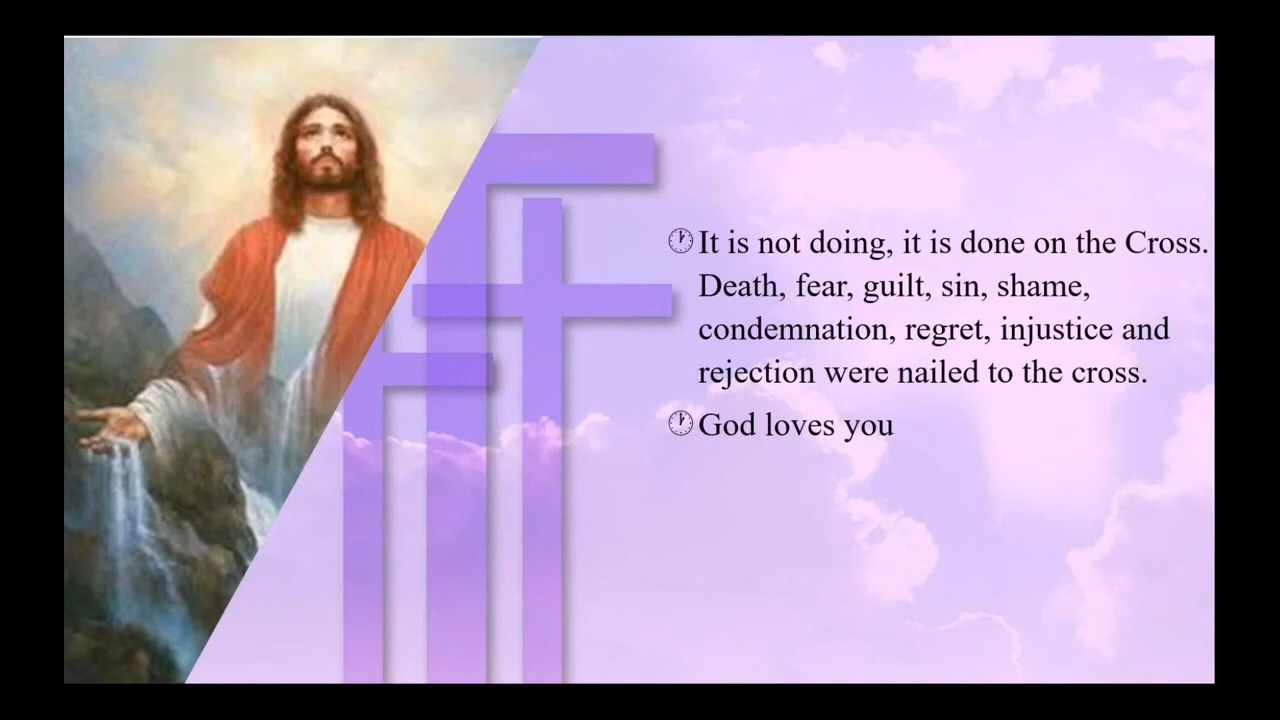 It is not doing, it is done on the Cross.
Death, fear, guilt, sin, shame,
condemnation, regret, injustice and
rejection were nailed to the cross.
God loves you